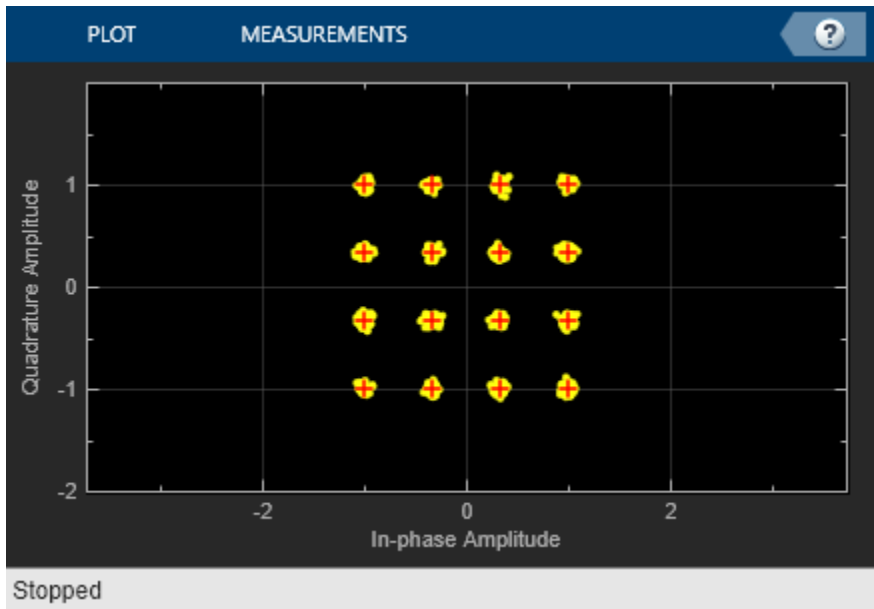 PLOT MEASUREMENTS ?
Quadrature Amplitude
1
0
-1
-2
-2 0 2
In-phase Amplitude
Stopped